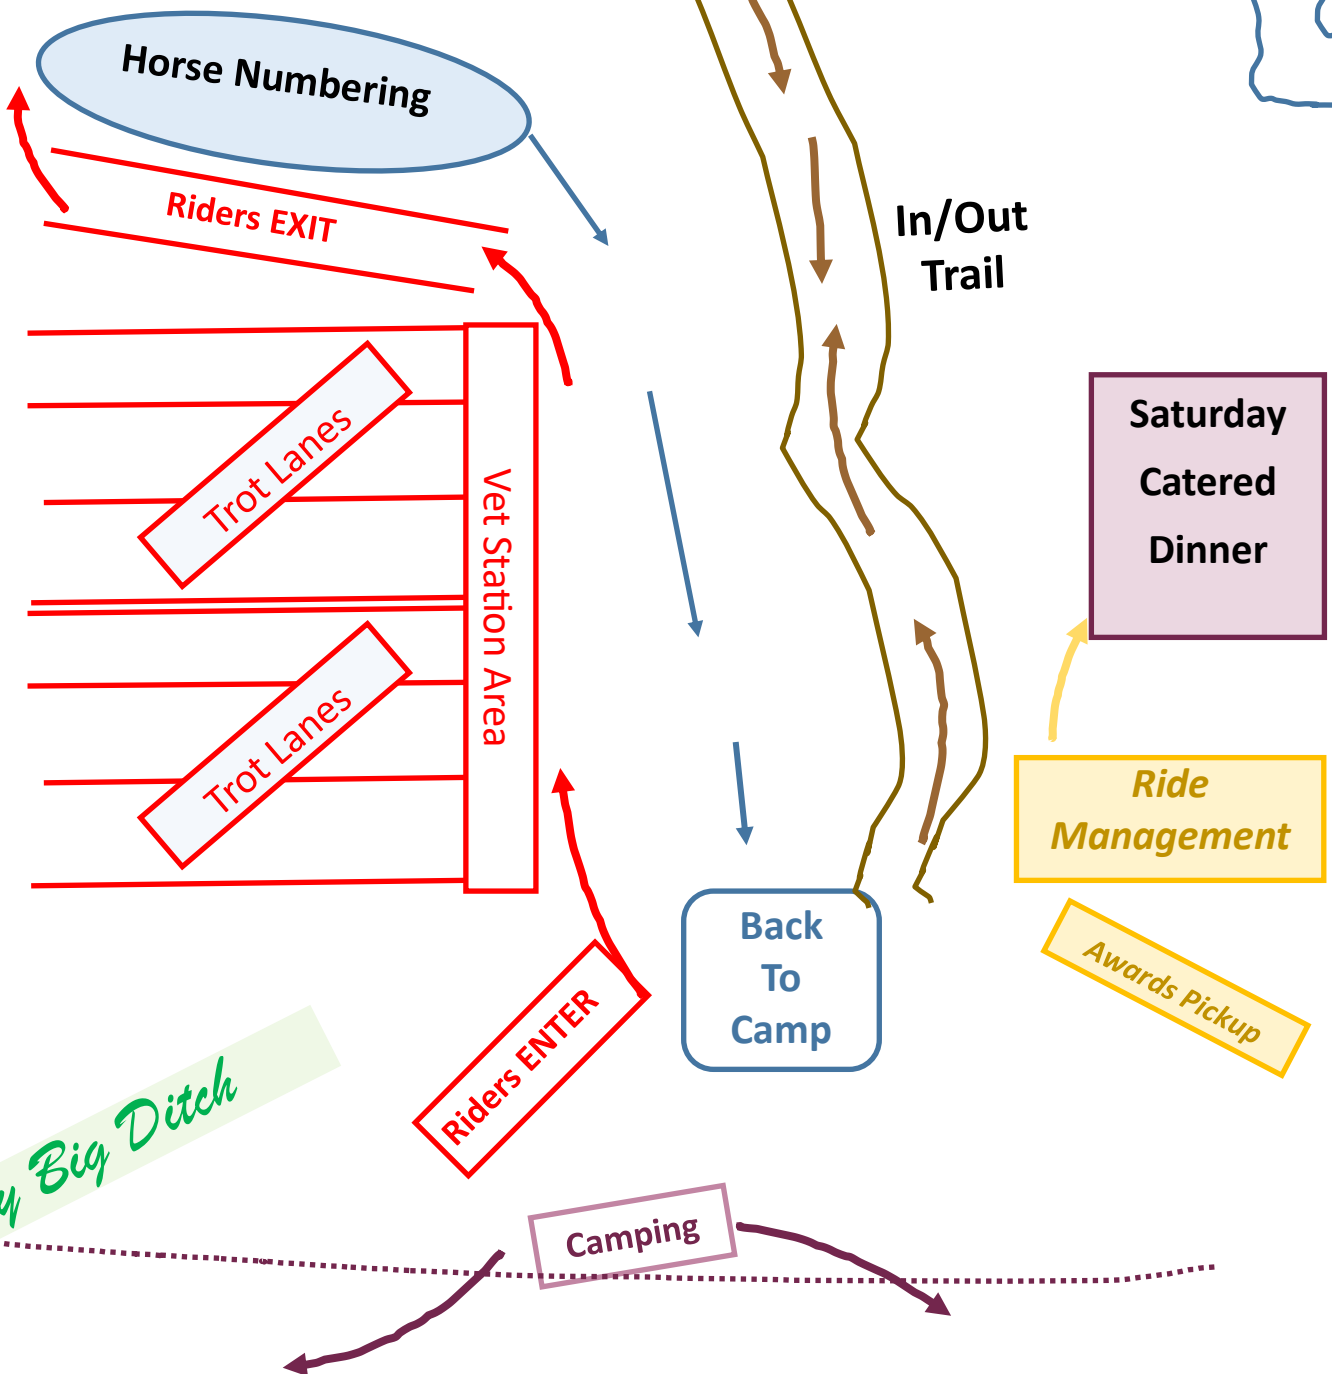 Horse Numbering
Riders EXIT
In/Out
Trail
Trot Lanes
Vet Station Area
Saturday
Catered
Dinner
Trot Lanes
Ride
Management
Back
To
Camp
Awards Pickup
Riders ENTER
Big Ditch
Camping